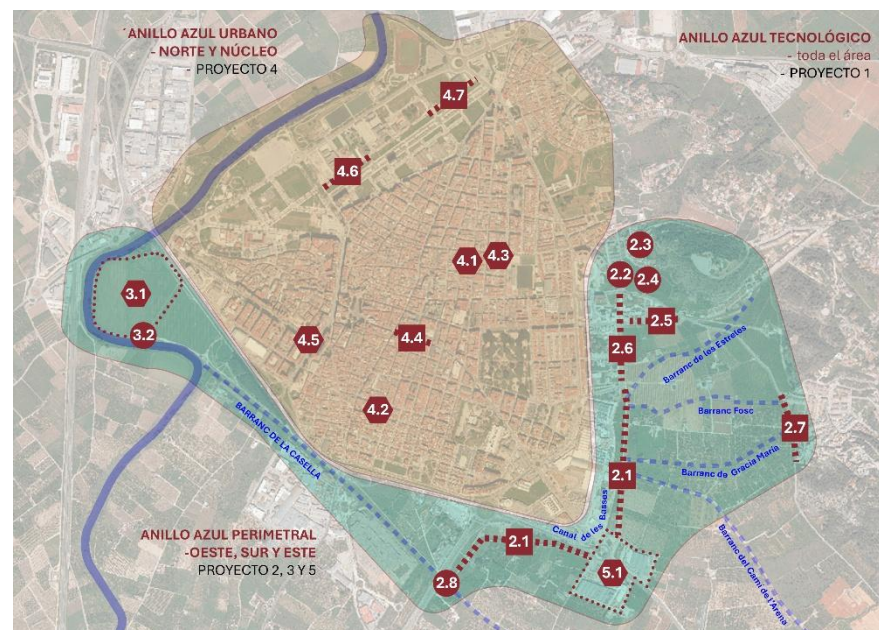 ´ANILLO AZUL URBANO
- NORTE Y NÚCLEO
- PROYECTO 4
ANILLO AZUL TECNOLÓGICO
- toda el área
- PROYECTO 1
4.7
4.6
4.1
4.3
2.3
2.2
2.4
3.1
2.5
3.2
4.5
4.4
2.6
Barranc de les Estreles
4.2
Barranc Fosc
2.7
BARRANC DE LA CASELLA
Barranc de Gracia Maria
2.1
Canal de les Basses
ANILLO AZUL PERIMETRAL
-OESTE, SUR Y ESTE
PROYECTO 2, 3 Y 5
2.1
Barranc del Camí de l'Arena
5.1
2.8